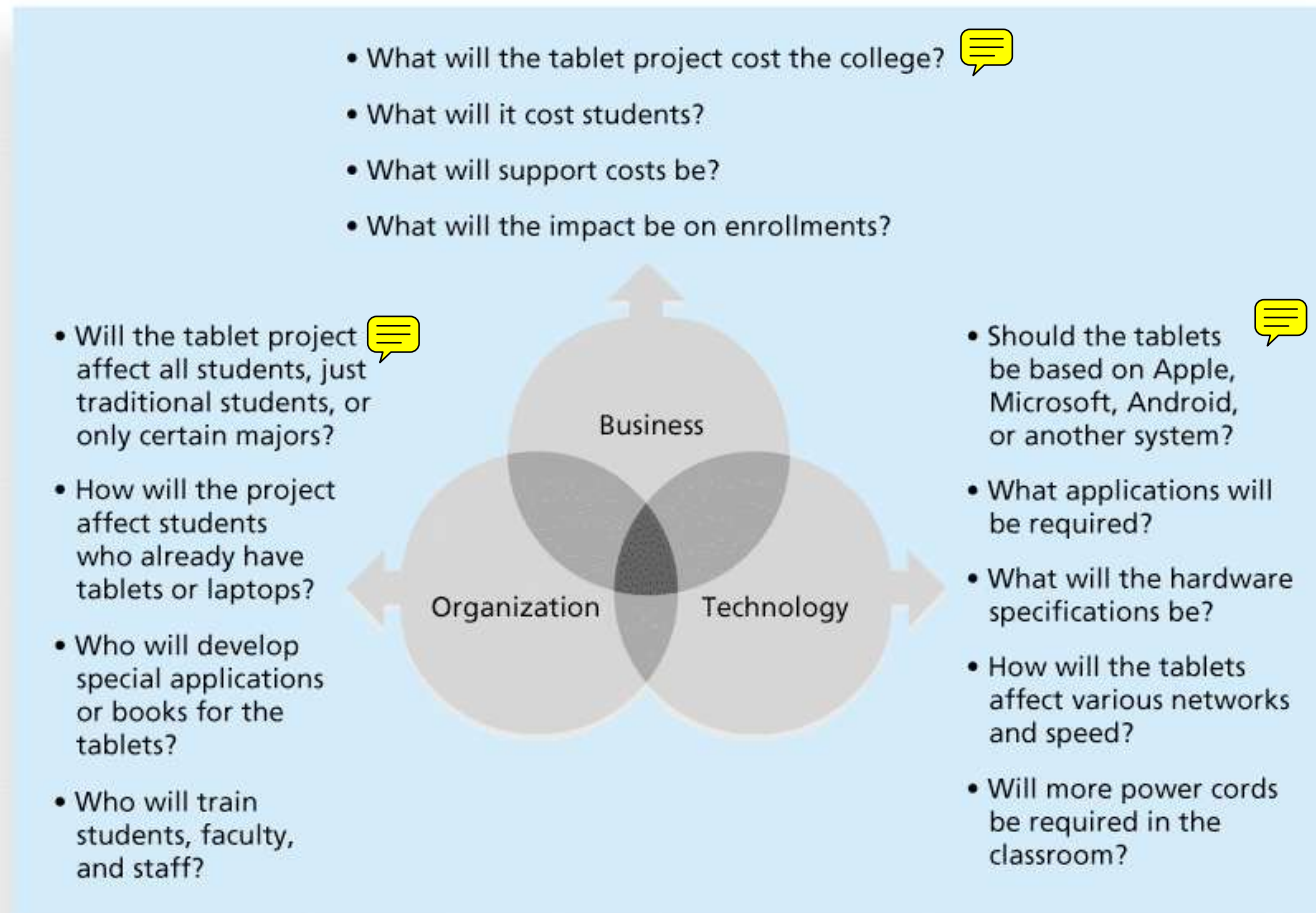 • What will the tablet project cost the college?
• What will it cost students?
• What will support costs be?
• What will the impact be on enrollments?
• Will the tablet project
affect all students, just
traditional students, or
only certain majors?
• How will the project
affect students
who already have
tablets or laptops?
• Who will develop
special applications
or books for the
tablets?
• Who will train
students, faculty,
and staff?
Business
Organization
Technology
• Should the tablets
be based on Apple,
Microsoft, Android,
or another system?
• What applications will
be required?
• What will the hardware
specifications be?
• How will the tablets
affect various networks
and speed?
• Will more power cords
be required in the
classroom?